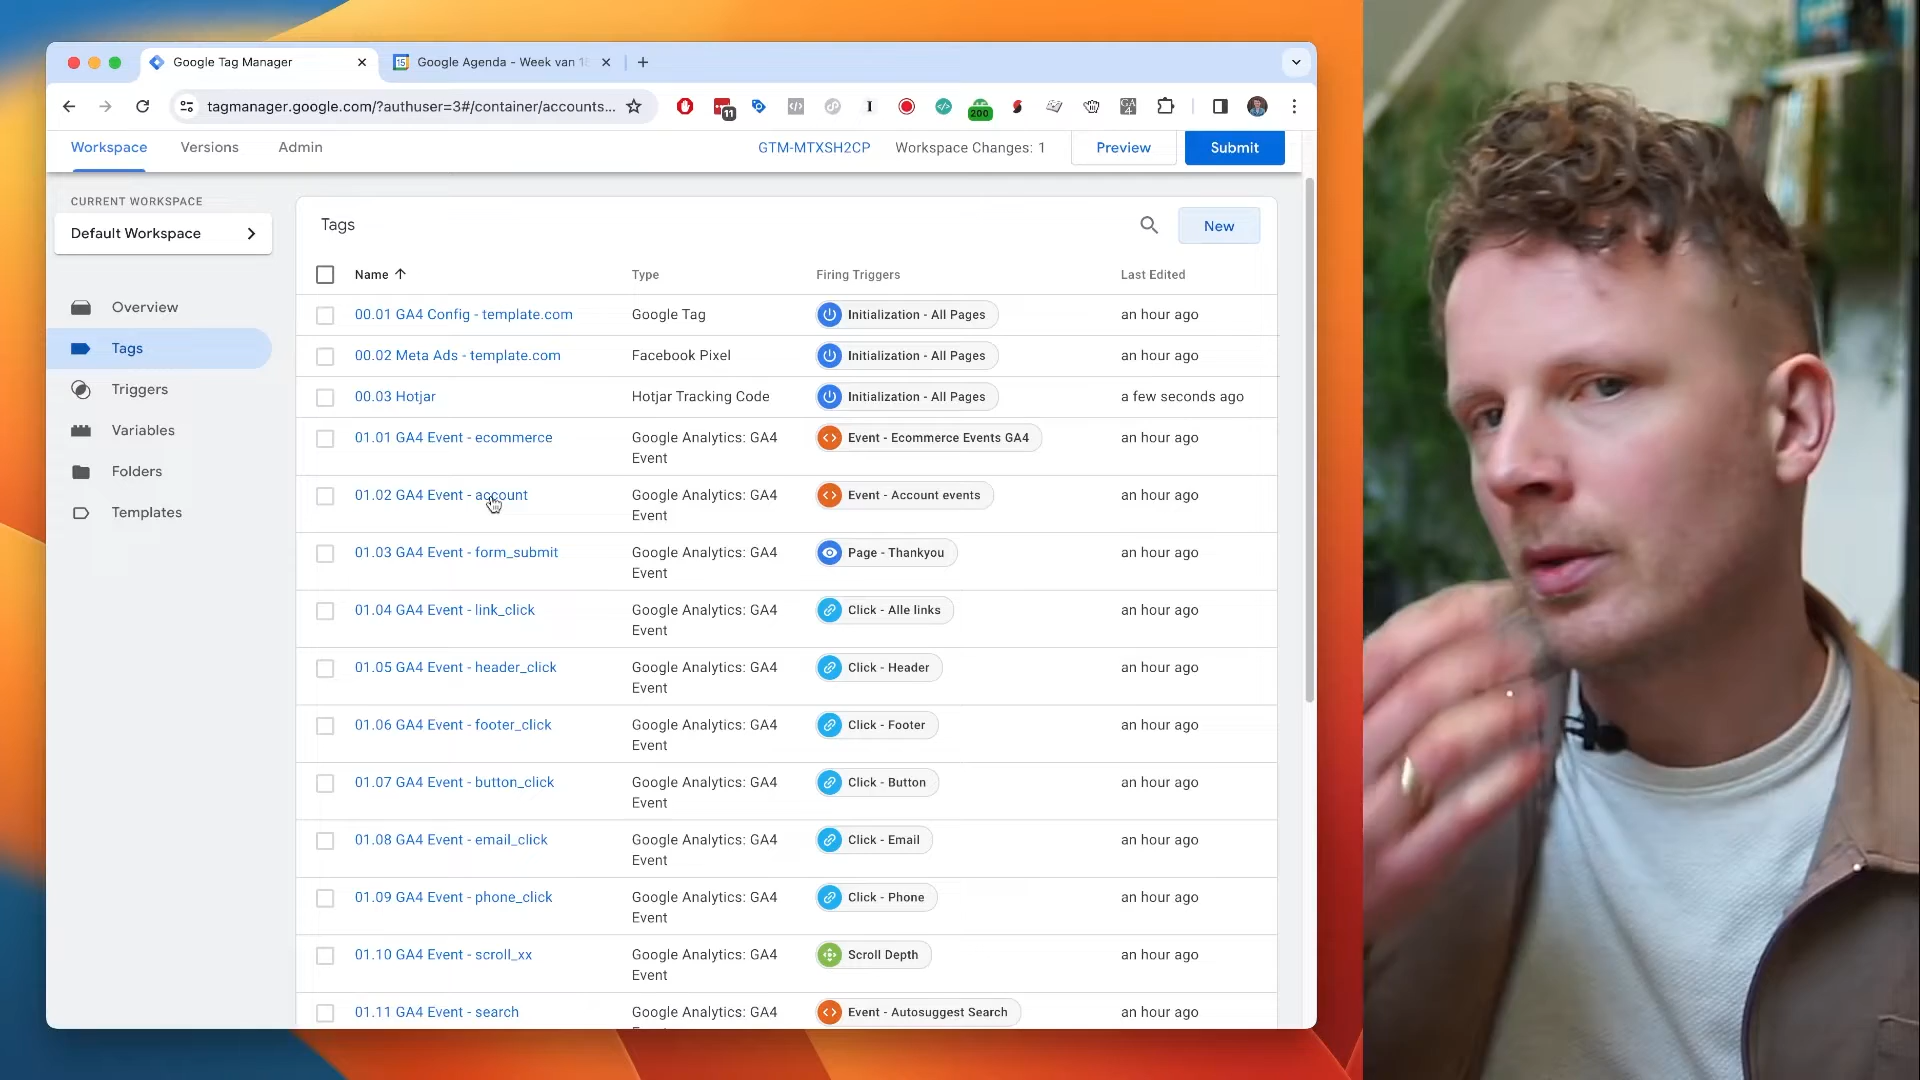 Google Tag Manager
15
Google Agenda - Week van 1
tagmanager.google.com/?authuser=3#/container/accounts...
11
200
GA
4
Workspace
Versions
Admin
GTM-MTXSH2CP
Workspace Changes: 1
Preview
Submit
CURRENT WORKSPACE
Default Workspace
Overview
Tags
Triggers
Variables
Folders
Templates
Tags
New
Name
Type
Firing Triggers
Last Edited
00.01 GA4 Config - template.com
Google Tag
Initialization - All Pages
an hour ago
00.02 Meta Ads - template.com
Facebook Pixel
Initialization - All Pages
an hour ago
00.03 Hotjar
Hotjar Tracking Code
Initialization - All Pages
a few seconds ago
01.01 GA4 Event - ecommerce
Google Analytics: GA4
Event
Event - Ecommerce Events GA4
an hour ago
01.02 GA4 Event - account
Google Analytics: GA4
Event
Event - Account events
an hour ago
01.03 GA4 Event - form_submit
Google Analytics: GA4
Event
Page - Thankyou
an hour ago
01.04 GA4 Event - link_click
Google Analytics: GA4
Event
Click - Alle links
an hour ago
01.05 GA4 Event - header_click
Google Analytics: GA4
Event
Click - Header
an hour ago
01.06 GA4 Event - footer_click
Google Analytics: GA4
Event
Click - Footer
an hour ago
01.07 GA4 Event - button_click
Google Analytics: GA4
Event
Click - Button
an hour ago
01.08 GA4 Event - email_click
Google Analytics: GA4
Event
Click - Email
an hour ago
01.09 GA4 Event - phone_click
Google Analytics: GA4
Event
Click - Phone
an hour ago
01.10 GA4 Event - scroll_xx
Google Analytics: GA4
Event
Scroll Depth
an hour ago
01.11 GA4 Event - search
Google Analytics: GA4
Event - Autosuggest Search
an hour ago